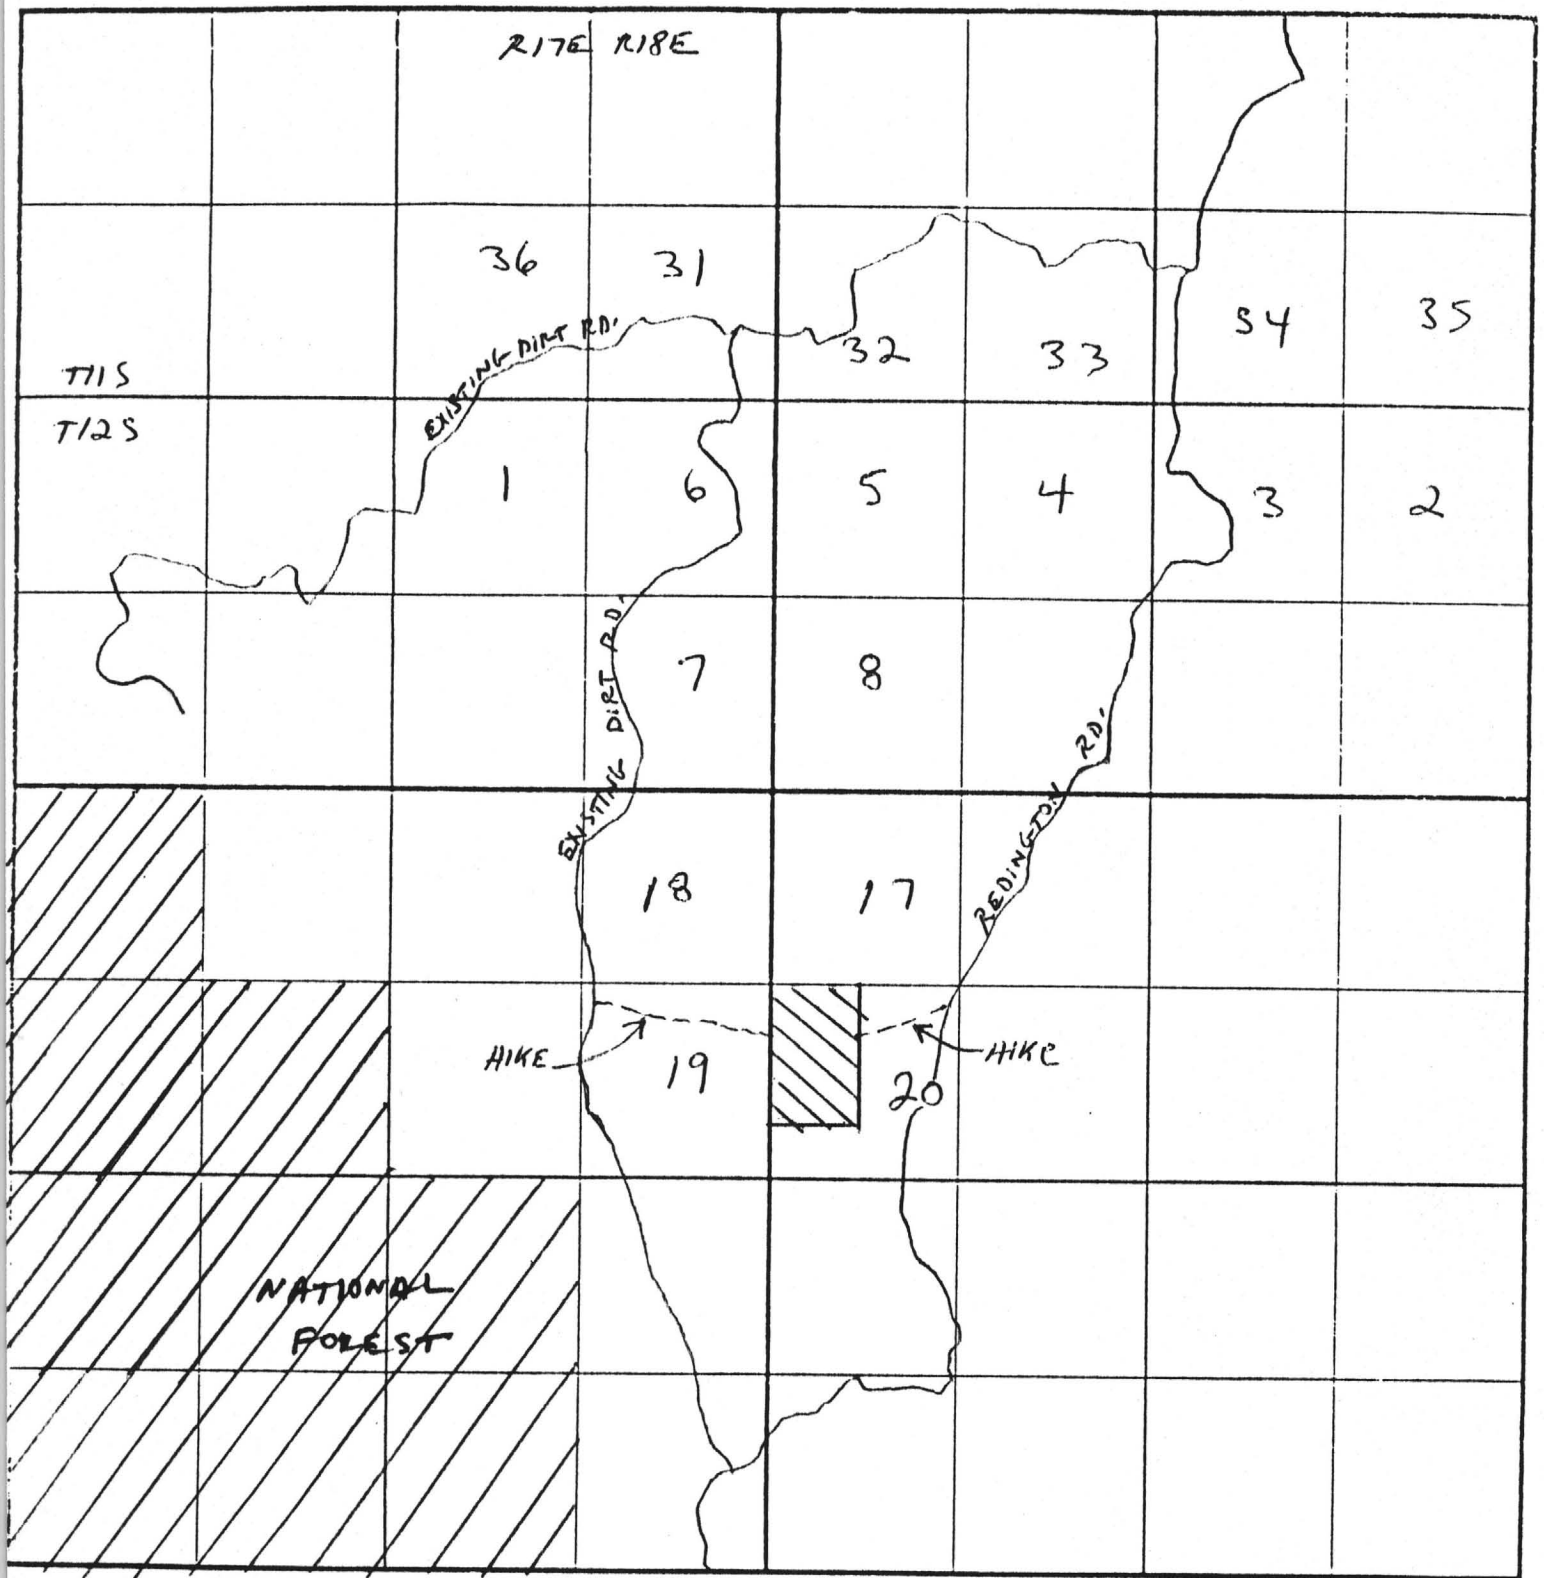 R17E R18E
36
31
34
35
EXISTING DIRT RD.
32
33
T11S
T12S
1
6
5
4
3
2
7
8
EXISTING DIRT RD.
REDINGTON RD.
18
17
HIKE
19
HIKE
20
NATIONAL
FOREST